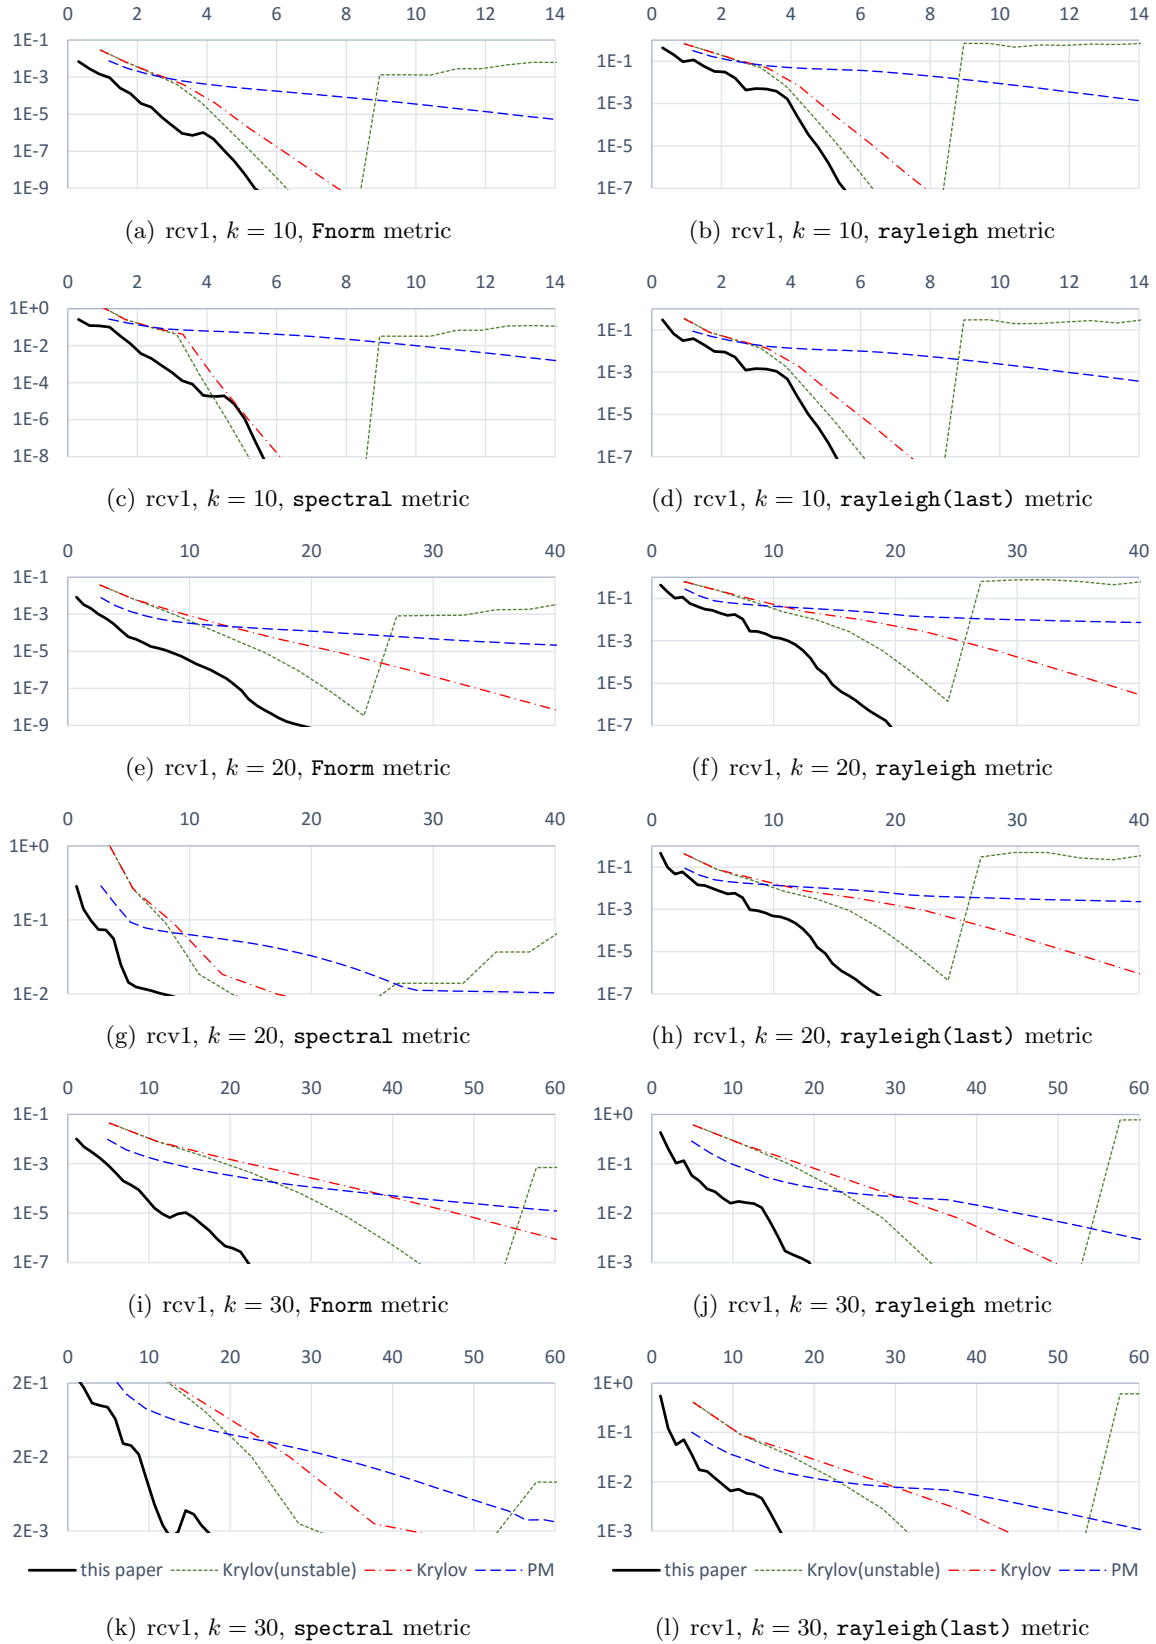 0 2 4 6 8 10 12 14
1E-1
1E-3
1E-5
1E-7
1E-9
(a) rcv1, k = 10, Fnorm metric
0 2 4 6 8 10 12 14
1E-1
1E-3
1E-5
1E-7
(b) rcv1, k = 10, rayleigh metric
0 2 4 6 8 10 12 14
1E+0
1E-2
1E-4
1E-6
1E-8
(c) rcv1, k = 10, spectral metric
0 2 4 6 8 10 12 14
1E-1
1E-3
1E-5
1E-7
(d) rcv1, k = 10, rayleigh(last) metric
0 10 20 30 40
1E-1
1E-3
1E-5
1E-7
1E-9
(e) rcv1, k = 20, Fnorm metric
0 10 20 30 40
1E-1
1E-3
1E-5
1E-7
(f) rcv1, k = 20, rayleigh metric
0 10 20 30 40
1E+0
1E-1
1E-2
(g) rcv1, k = 20, spectral metric
0 10 20 30 40
1E-1
1E-3
1E-5
1E-7
(h) rcv1, k = 20, rayleigh(last) metric
0 10 20 30 40 50 60
1E-1
1E-3
1E-5
1E-7
(i) rcv1, k = 30, Fnorm metric
0 10 20 30 40 50 60
1E+0
1E-1
1E-2
1E-3
(j) rcv1, k = 30, rayleigh metric
0 10 20 30 40 50 60
2E-1
2E-2
2E-3
0 10 20 30 40 50 60
1E+0
1E-1
1E-2
1E-3
this paper Krylov(unstable) Krylov PM
this paper Krylov(unstable) Krylov PM
(k) rcv1, k = 30, spectral metric
(l) rcv1, k = 30, rayleigh(last) metric